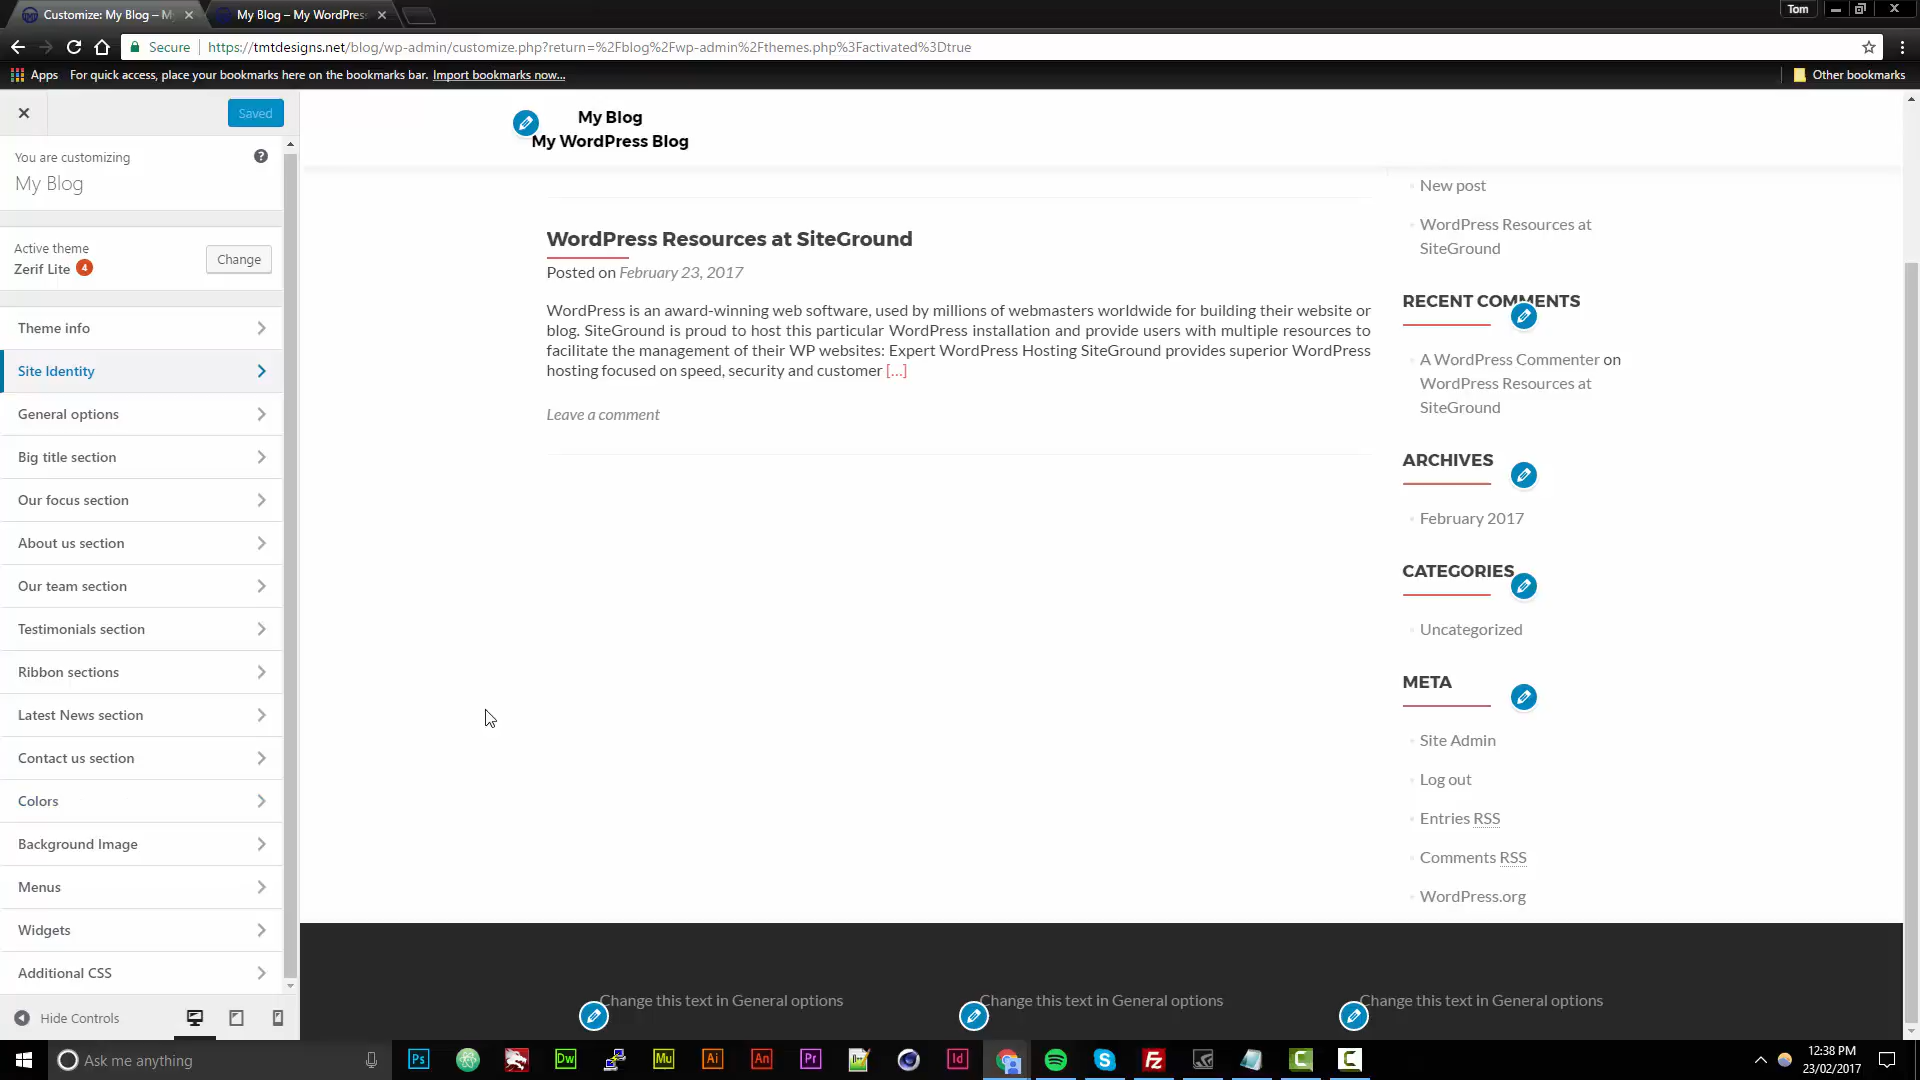 Customize: My Blog – M
My Blog – My WordPress
Tom
Secure
https://tmtdesigns.net/blog/wp-admin/customize.php?return=%2Fblog%2Fwp-admin%2Fthemes.php%3Factivated%3Dtrue
Apps
For quick access, place your bookmarks here on the bookmarks bar. Import bookmarks now...
Other bookmarks
Saved
You are customizing
My Blog
Active theme
Zerif Lite 4
Change
Theme info
Site Identity
General options
Big title section
Our focus section
About us section
Our team section
Testimonials section
Ribbon sections
Latest News section
Contact us section
Colors
Background Image
Menus
Widgets
Additional CSS
Hide Controls
My Blog
My WordPress Blog
WordPress Resources at SiteGround
Posted on February 23, 2017
WordPress is an award-winning web software, used by millions of webmasters worldwide for building their website or
blog. SiteGround is proud to host this particular WordPress installation and provide users with multiple resources to
facilitate the management of their WP websites: Expert WordPress Hosting SiteGround provides superior WordPress
hosting focused on speed, security and customer [...]
Leave a comment
New post
WordPress Resources at
SiteGround
RECENT COMMENTS
A WordPress Commenter on
WordPress Resources at
SiteGround
ARCHIVES
February 2017
CATEGORIES
Uncategorized
META
Site Admin
Log out
Entries RSS
Comments RSS
WordPress.org
Change this text in General options
Change this text in General options
Change this text in General options
Ask me anything
Ps
Dw
Mu
Ai
An
Pr
Id
12:38 PM
23/02/2017